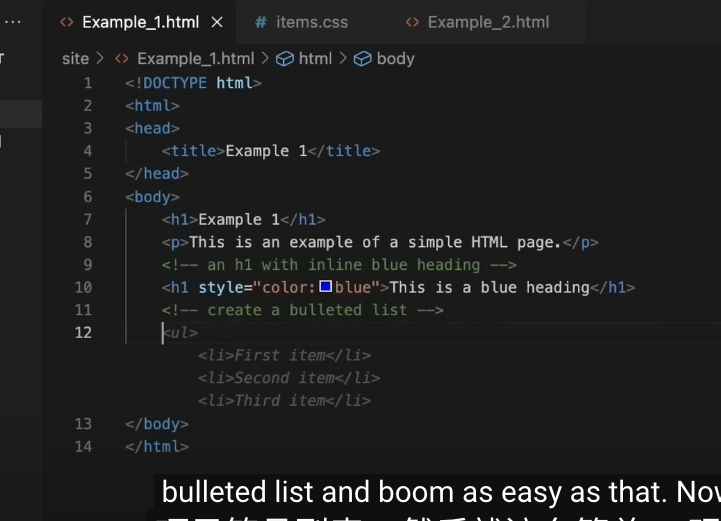 Example_1.html
items.css
Example_2.html
site > Example_1.html > html > body
1 <!DOCTYPE html>
2 <html>
3 <head>
4 <title>Example 1</title>
5 </head>
6 <body>
7 <h1>Example 1</h1>
8 <p>This is an example of a simple HTML page.</p>
9 <!-- an h1 with inline blue heading -->
10 <h1 style="color:blue">This is a blue heading</h1>
11 <!-- create a bulleted list -->
12 <ul>
<li>First item</li>
<li>Second item</li>
<li>Third item</li>
13 </body>
14 </html>
bulleted list and boom as easy as that.